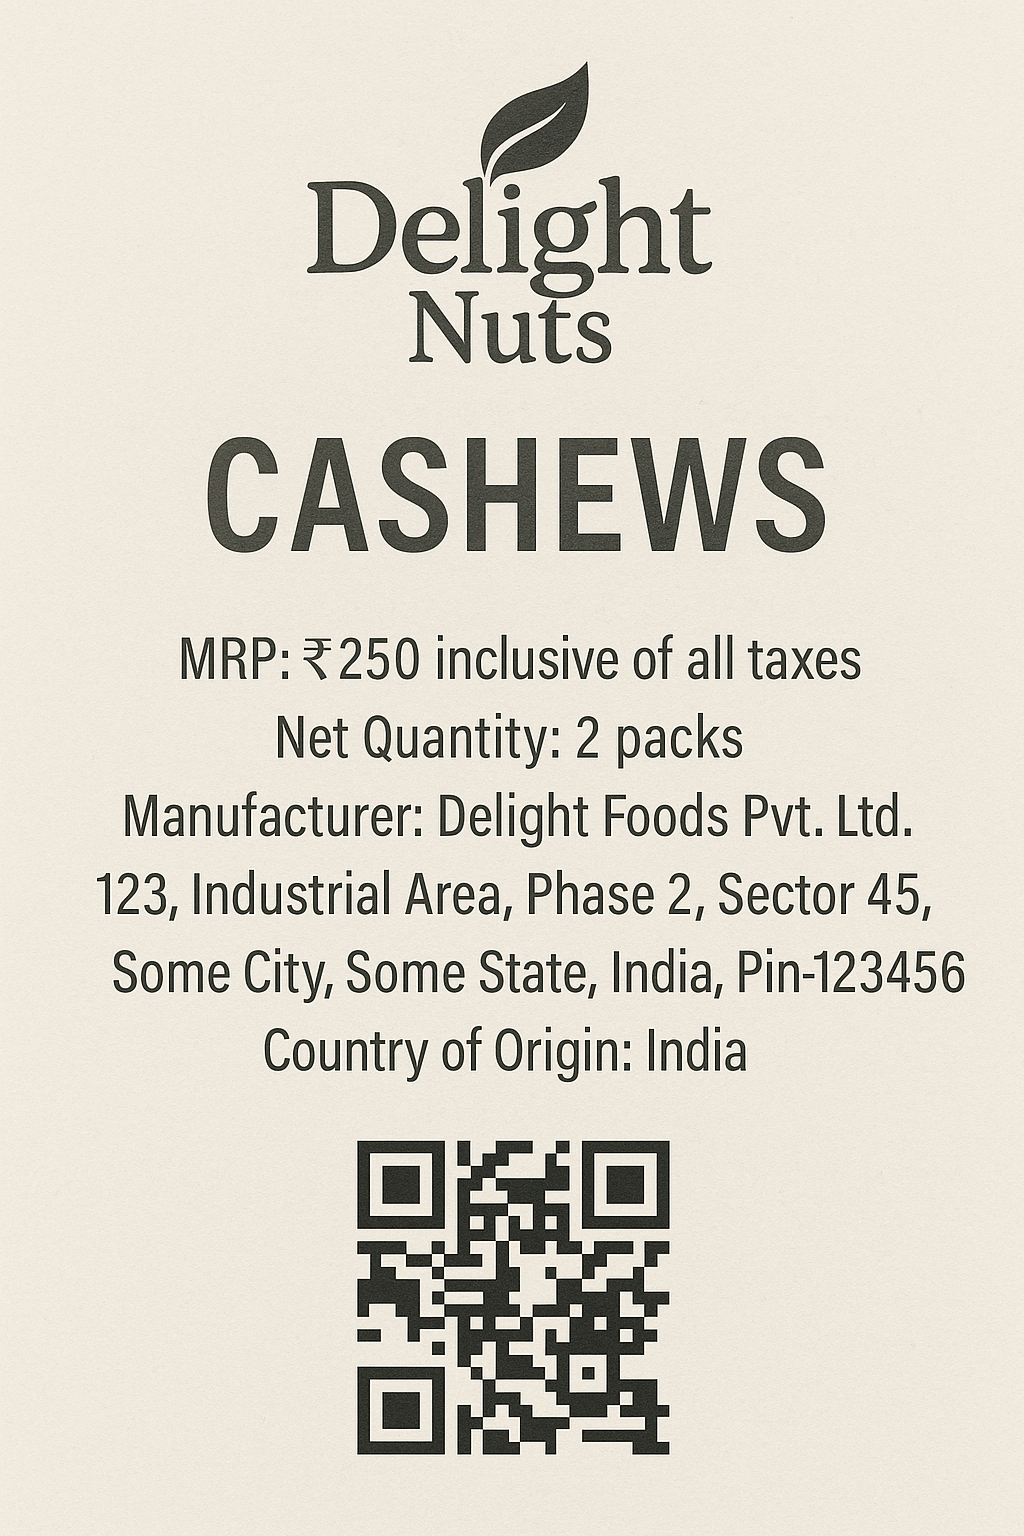 Delight
Nuts
CASHEWS
MRP: ₹250 inclusive of all taxes
Net Quantity: 2 packs
Manufacturer: Delight Foods Pvt. Ltd.
123, Industrial Area, Phase 2, Sector 45,
Some City, Some State, India, Pin-123456
Country of Origin: India